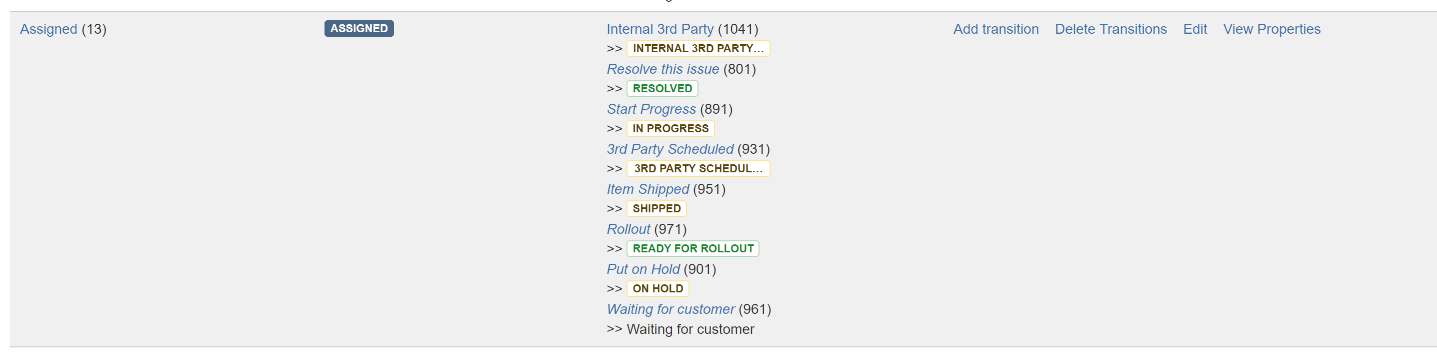 Assigned (13)
ASSIGNED
Internal 3rd Party (1041)
>> INTERNAL 3RD PARTY...
Resolve this issue (801)
>> RESOLVED
Start Progress (891)
>> IN PROGRESS
3rd Party Scheduled (931)
>> 3RD PARTY SCHEDUL...
Item Shipped (951)
>> SHIPPED
Rollout (971)
>> READY FOR ROLLOUT
Put on Hold (901)
>> ON HOLD
Waiting for customer (961)
>> Waiting for customer
Add transition Delete Transitions Edit View Properties